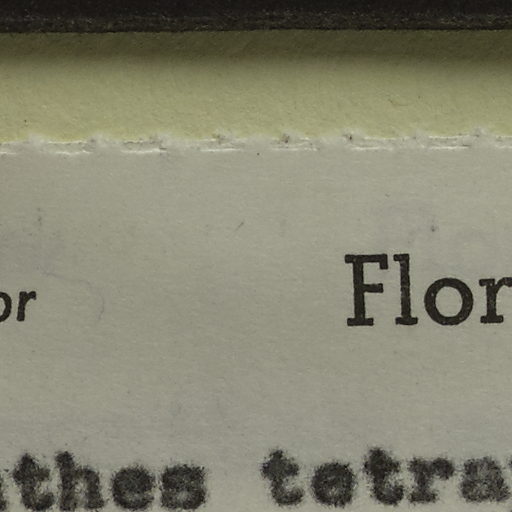 or Flor
thes tetra